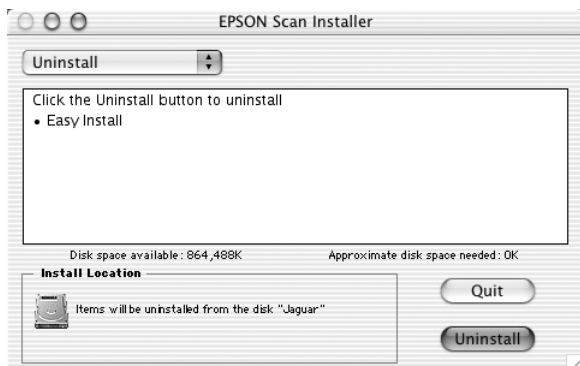 EPSON Scan Installer
Uninstall
Click the Uninstall button to uninstall
• Easy Install
Disk space available: 864,488K Approximate disk space needed: 0K
Install Location
Items will be uninstalled from the disk "Jaguar"
Quit
Uninstall